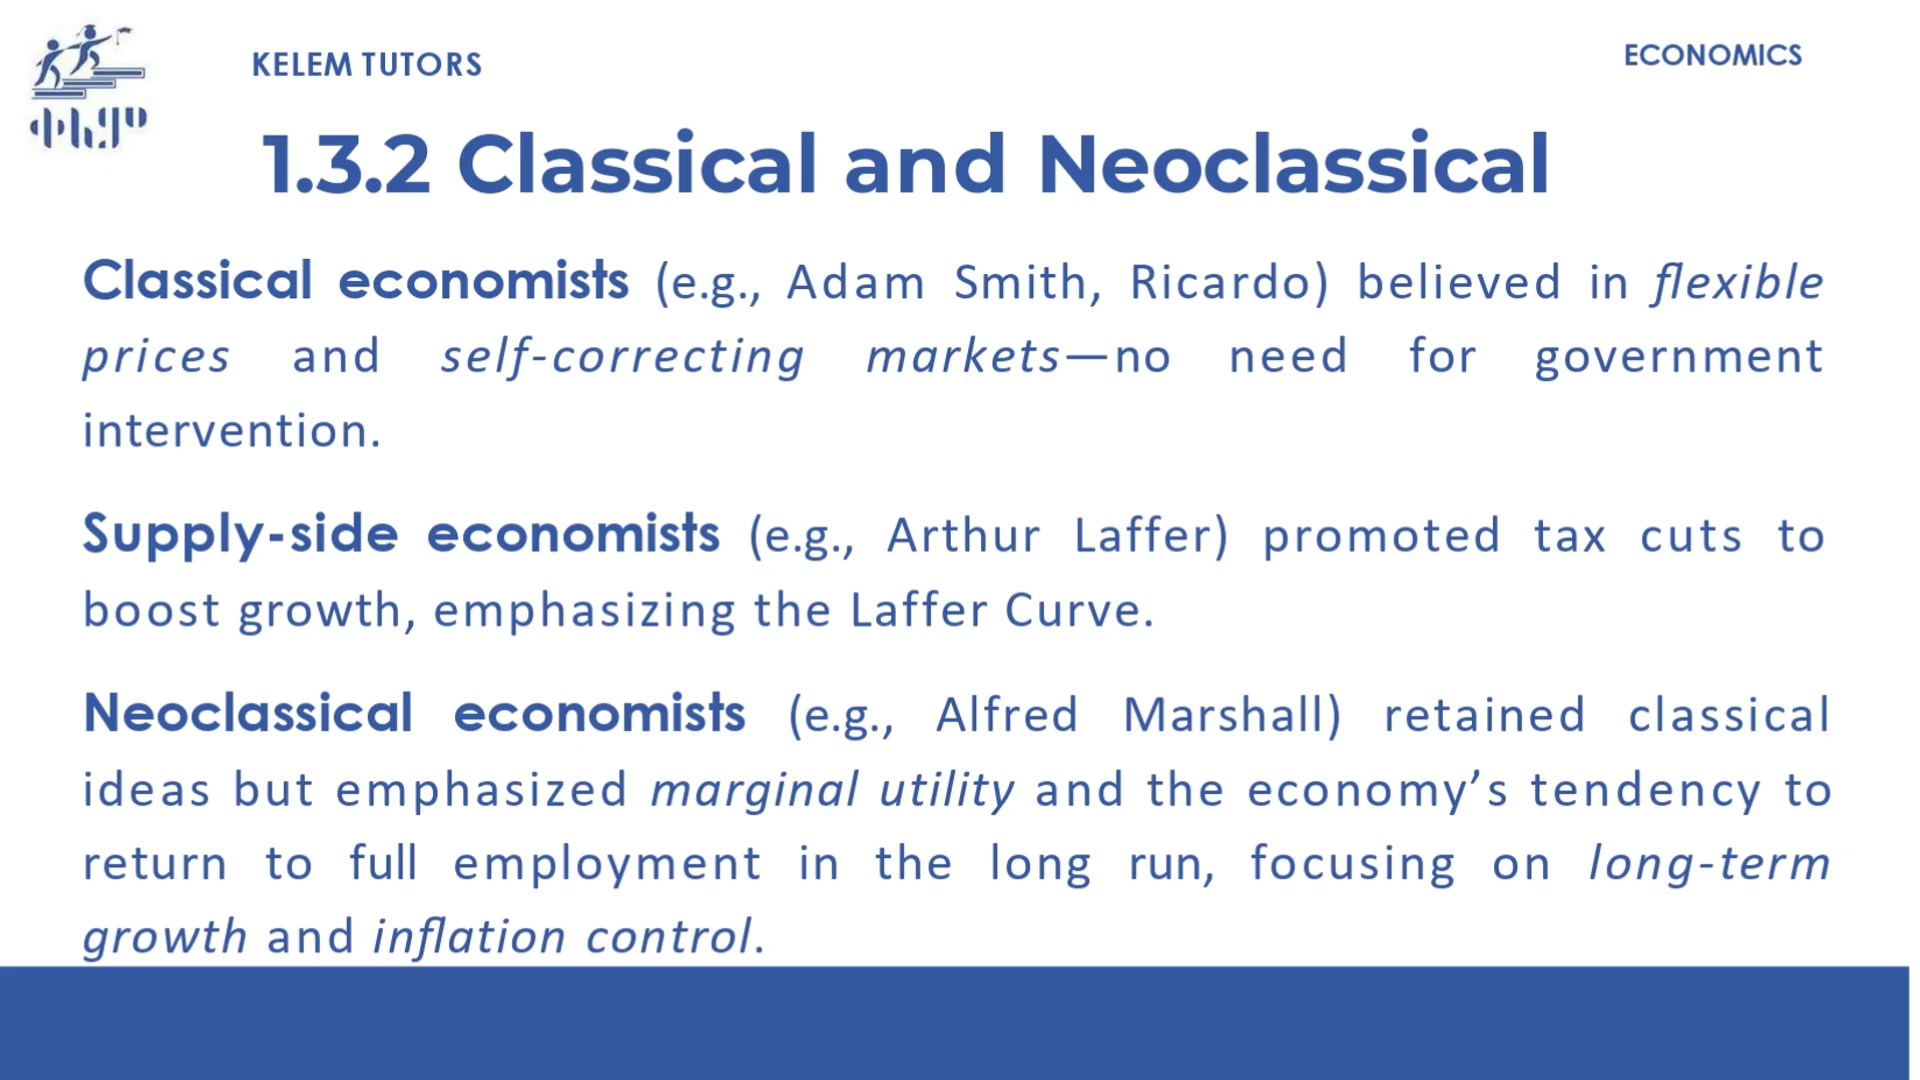 KELEM TUTORS
ECONOMICS
ቀለም
1.3.2 Classical and Neoclassical
Classical economists (e.g., Adam Smith, Ricardo) believed in flexible
prices and self-correcting markets—no need for government
intervention.
Supply-side economists (e.g., Arthur Laffer) promoted tax cuts to
boost growth, emphasizing the Laffer Curve.
Neoclassical economists (e.g., Alfred Marshall) retained classical
ideas but emphasized marginal utility and the economy’s tendency to
return to full employment in the long run, focusing on long-term
growth and inflation control.